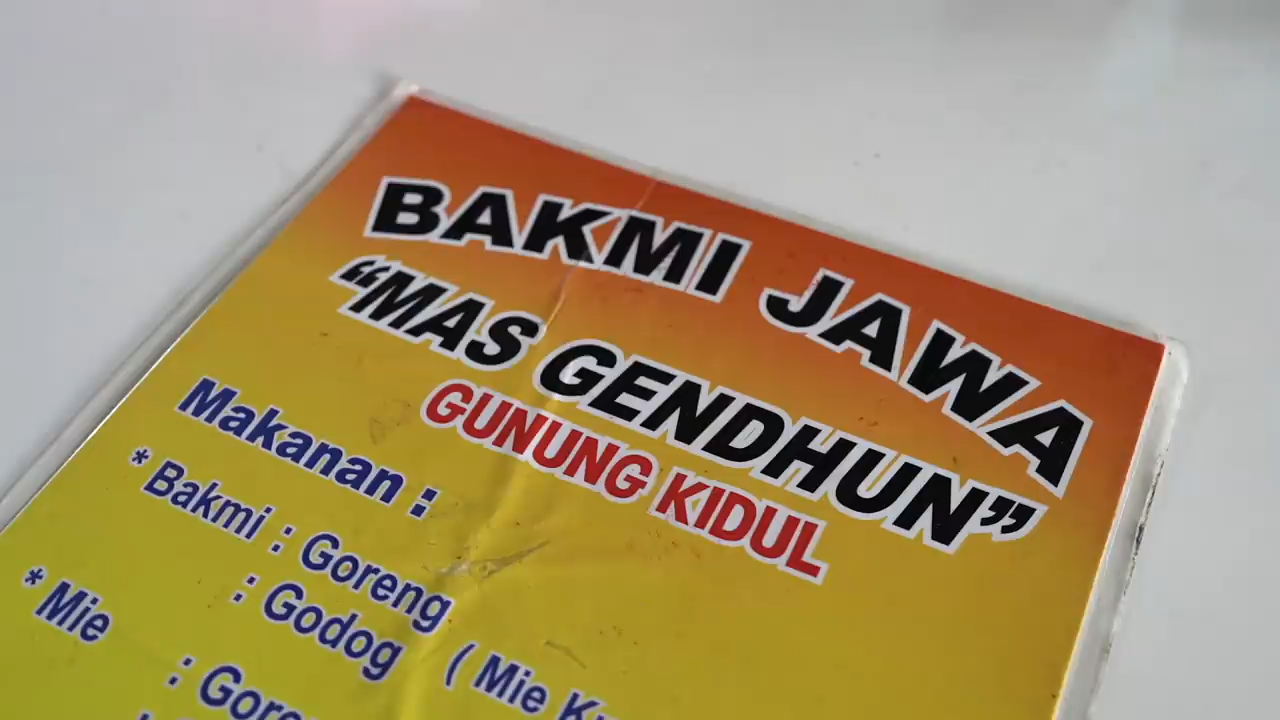 BAKMI JAWA
“MAS GENDHUN”
GUNUNG KIDUL
Makanan :
* Bakmi : Goreng
: Godog ( Mie
* Mie :